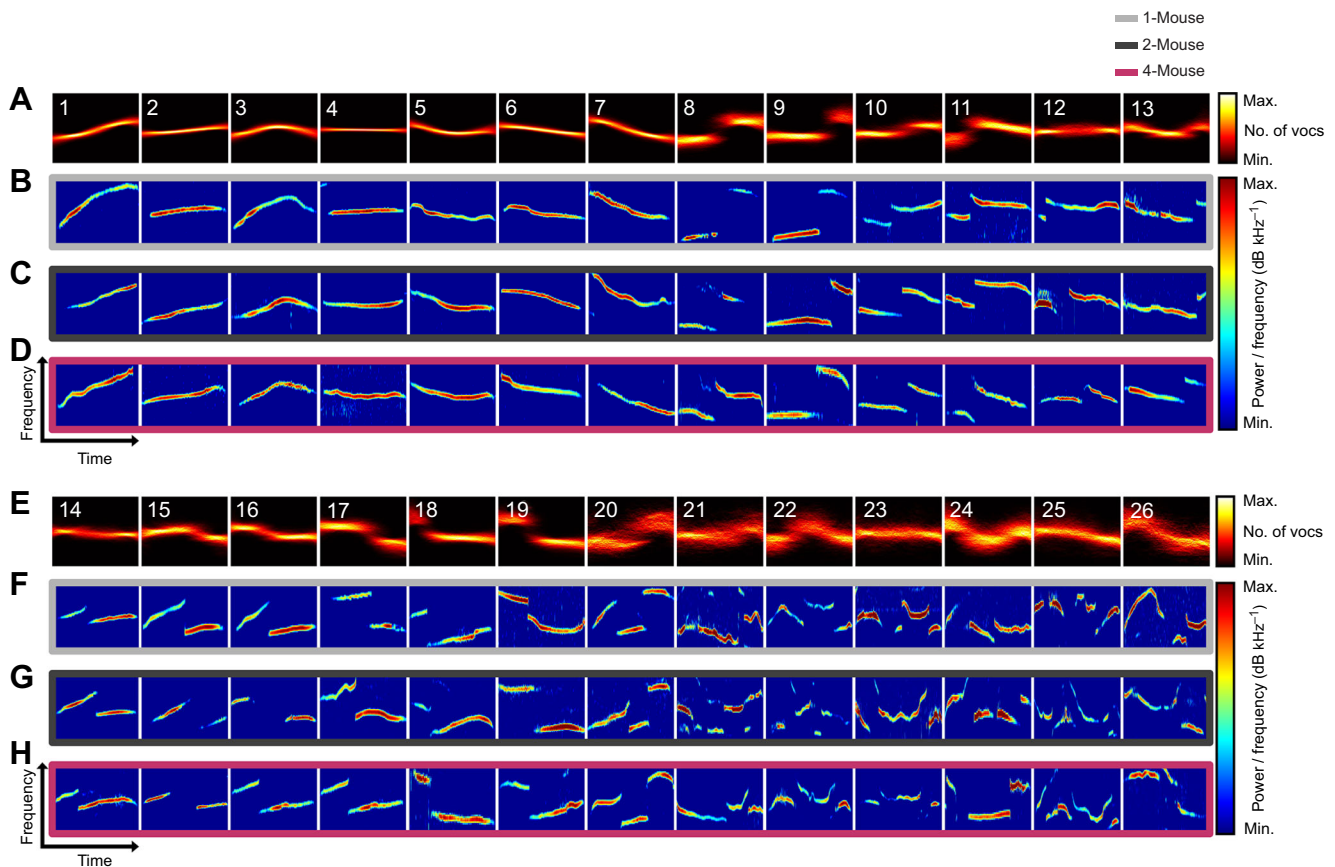 1-Mouse
2-Mouse
4-Mouse
A
1 2 3 4 5 6 7 8 9 10 11 12 13
Max.
No. of vocs
Min.
B
C
D
Max.
Power / frequency (dB kHz⁻¹)
Min.
Frequency
Time
E
14 15 16 17 18 19 20 21 22 23 24 25 26
Max.
No. of vocs
Min.
F
G
H
Max.
Power / frequency (dB kHz⁻¹)
Min.
Frequency
Time